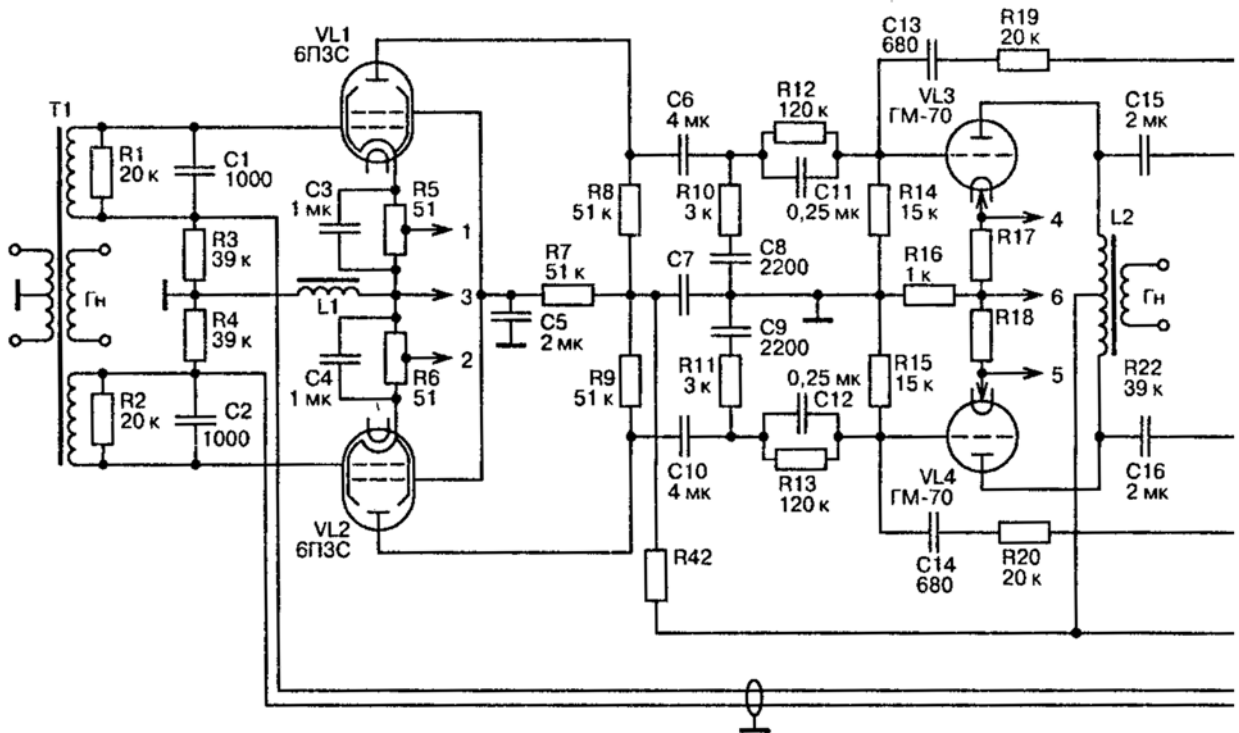 VL1
6П3С
T1
R1
20 к
C1
1000
C3
1 мк
R5
51
1
R3
39 к
Гн
L1
3
R4
39 к
C4
1 мк
R6
51
2
R2
20 к
C2
1000
VL2
6П3С
R7
51 к
C5
2 мк
R8
51 к
R9
51 к
C6
4 мк
C7
R10
3 к
C8
2200
C9
2200
R11
3 к
C10
4 мк
R12
120 к
C11
0,25 мк
0,25 мк
C12
R13
120 к
R14
15 к
R16
1 к
R15
15 к
C13
680
R19
20 к
VL3
ГМ-70
R17
4
6
R18
5
VL4
ГМ-70
C14
680
R20
20 к
C15
2 мк
L2
Гн
R22
39 к
C16
2 мк
R42